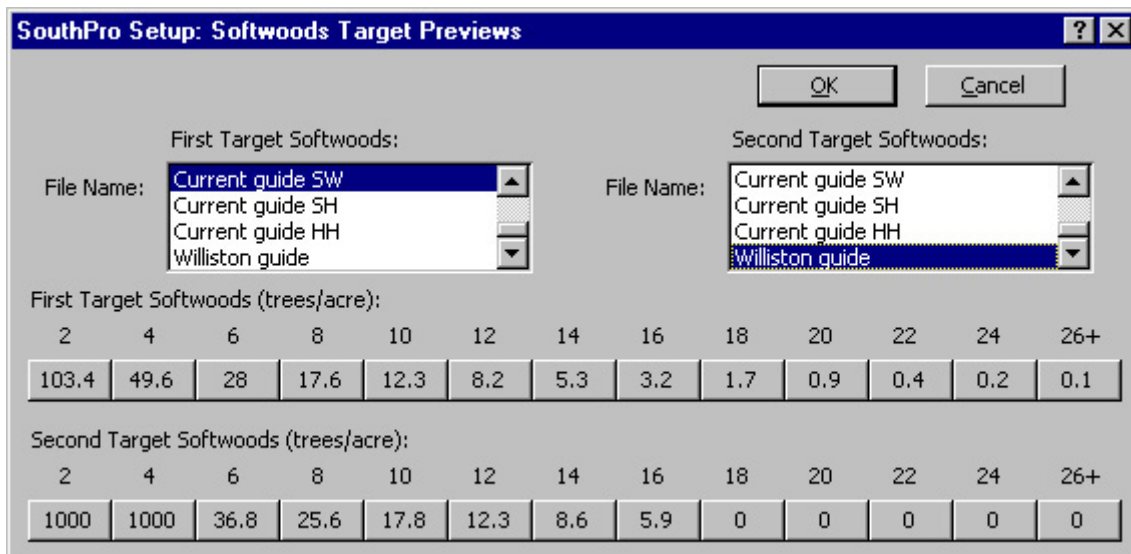 SouthPro Setup: Softwoods Target Previews
? X
OK Cancel
First Target Softwoods: Second Target Softwoods:
File Name: Current guide SW File Name: Current guide SW
Current guide SH Current guide SH
Current guide HH Current guide HH
Williston guide Williston guide
First Target Softwoods (trees/acre):
2 4 6 8 10 12 14 16 18 20 22 24 26+
103.4 49.6 28 17.6 12.3 8.2 5.3 3.2 1.7 0.9 0.4 0.2 0.1
Second Target Softwoods (trees/acre):
2 4 6 8 10 12 14 16 18 20 22 24 26+
1000 1000 36.8 25.6 17.8 12.3 8.6 5.9 0 0 0 0 0